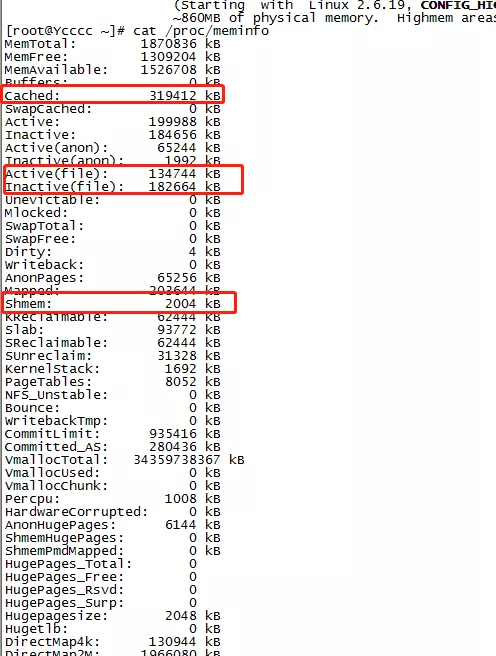 (Starting with Linux 2.6.19, CONFIG_HIG
~860MB of physical memory. Highmem areas
[root@Ycccc ~]# cat /proc/meminfo
MemTotal: 1870836 kB
MemFree: 1309204 kB
MemAvailable: 1526708 kB
Buffers: 0 kB
Cached: 319412 kB
SwapCached: 0 kB
Active: 199988 kB
Inactive: 184656 kB
Active(anon): 65244 kB
Inactive(anon): 1992 kB
Active(file): 134744 kB
Inactive(file): 182664 kB
Unevictable: 0 kB
Mlocked: 0 kB
SwapTotal: 0 kB
SwapFree: 0 kB
Dirty: 4 kB
Writeback: 0 kB
AnonPages: 65256 kB
Mapped: 203644 kB
Shmem: 2004 kB
KReclaimable: 62444 kB
Slab: 93772 kB
SReclaimable: 62444 kB
SUnreclaim: 31328 kB
KernelStack: 1692 kB
PageTables: 8052 kB
NFS_Unstable: 0 kB
Bounce: 0 kB
WritebackTmp: 0 kB
CommitLimit: 935416 kB
Committed_AS: 280436 kB
VmallocTotal: 34359738367 kB
VmallocUsed: 0 kB
VmallocChunk: 0 kB
Percpu: 1008 kB
HardwareCorrupted: 0 kB
AnonHugePages: 6144 kB
ShmemHugePages: 0 kB
ShmemPmdMapped: 0 kB
HugePages_Total: 0
HugePages_Free: 0
HugePages_Rsvd: 0
HugePages_Surp: 0
Hugepagesize: 2048 kB
Hugetlb: 0 kB
DirectMap4k: 130944 kB
DirectMap2M: 1966080 kB